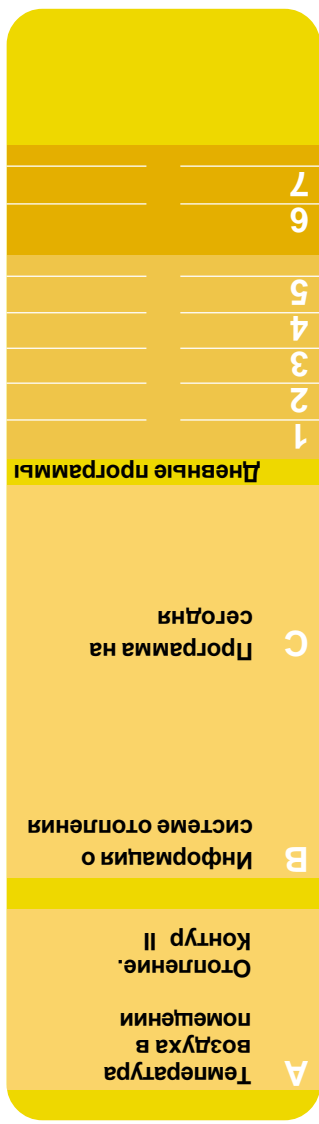 A Температура
воздуха в
помещении
Отопление.
Контур II
B Информация о
системе отопления
C Программа на
сегодня
Дневные программы
1
2
3
4
5
6
7